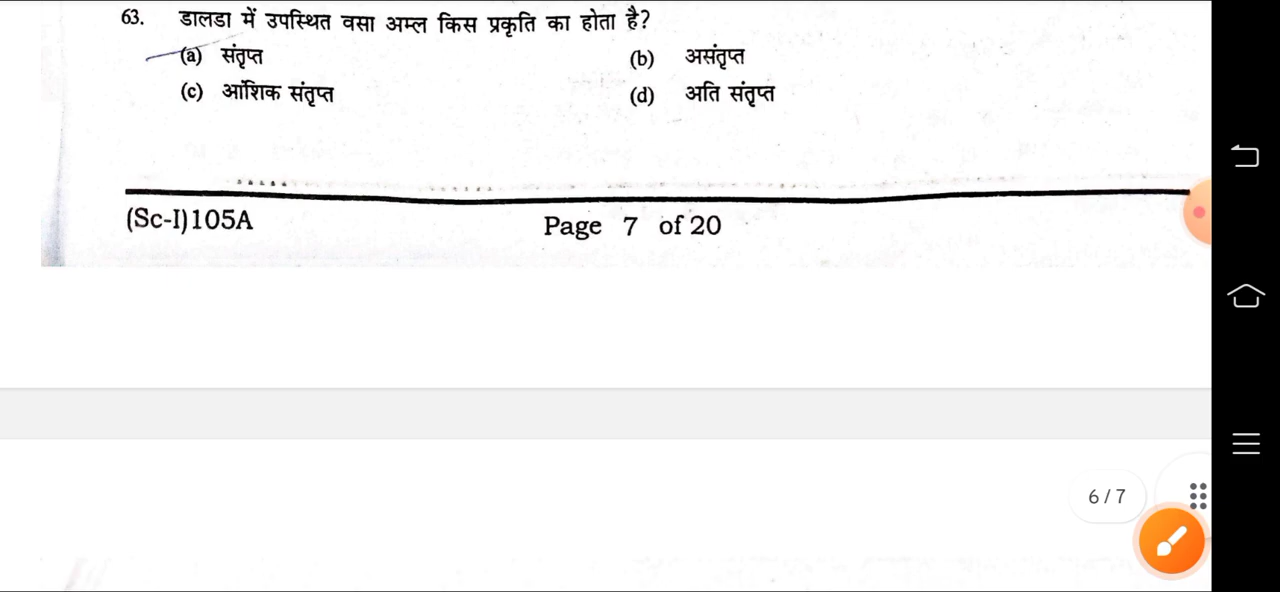 63. डालडा में उपस्थित वसा अम्ल किस प्रकृति का होता है?
(a) संतृप्त (b) असंतृप्त
(c) आंशिक संतृप्त (d) अति संतृप्त
(Sc-I)105A Page 7 of 20
6/7